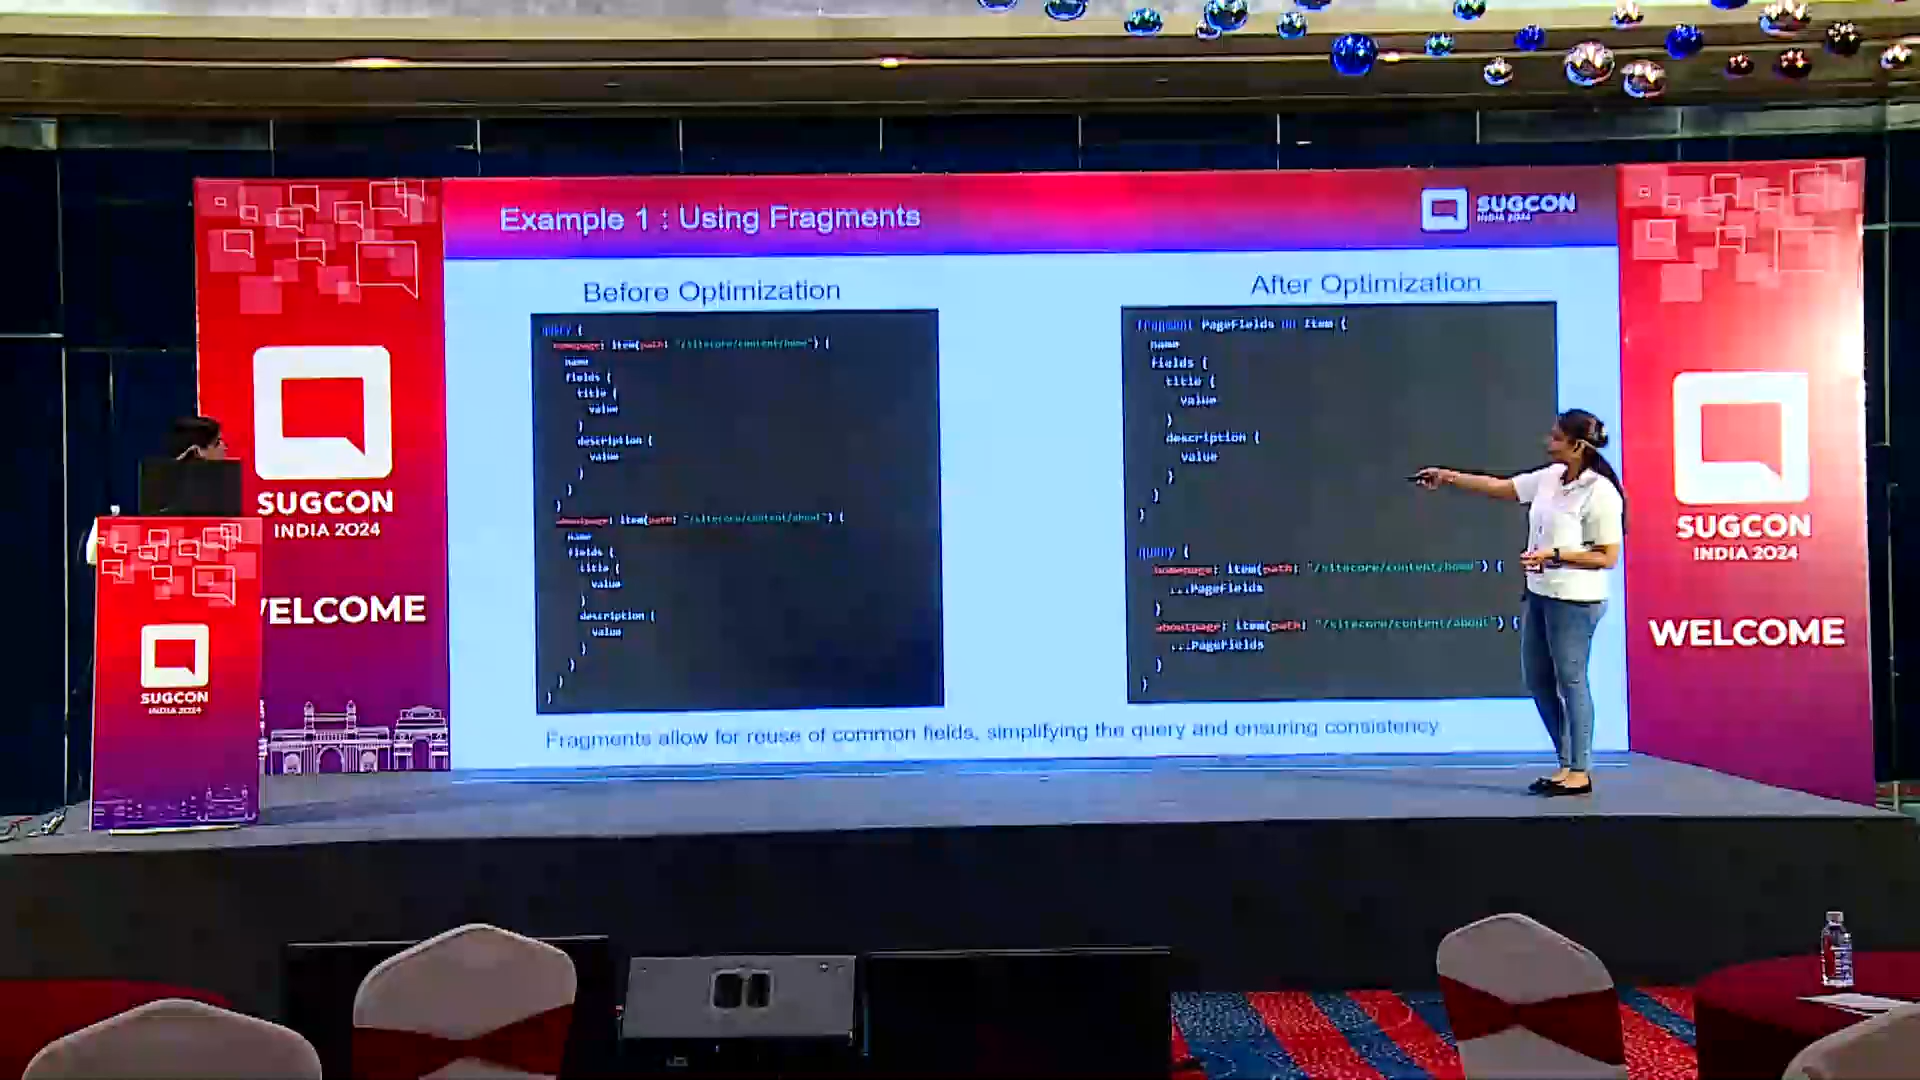 Example 1 : Using Fragments
SUGCON
INDIA 2024
Before Optimization
query {
homepage: item(path: "/sitecore/content/home") {
name
fields {
title {
value
}
description {
value
}
}
}
aboutpage: item(path: "/sitecore/content/about") {
name
fields {
title {
value
}
description {
value
}
}
}
}
After Optimization
fragment PageFields on Item {
name
fields {
title {
value
}
description {
value
}
}
}
query {
homepage: item(path: "/sitecore/content/home") {
...PageFields
}
aboutpage: item(path: "/sitecore/content/about") {
...PageFields
}
}
Fragments allow for reuse of common fields, simplifying the query and ensuring consistency
SUGCON
INDIA 2024
WELCOME
SUGCON
INDIA 2024
SUGCON
INDIA 2024
WELCOME